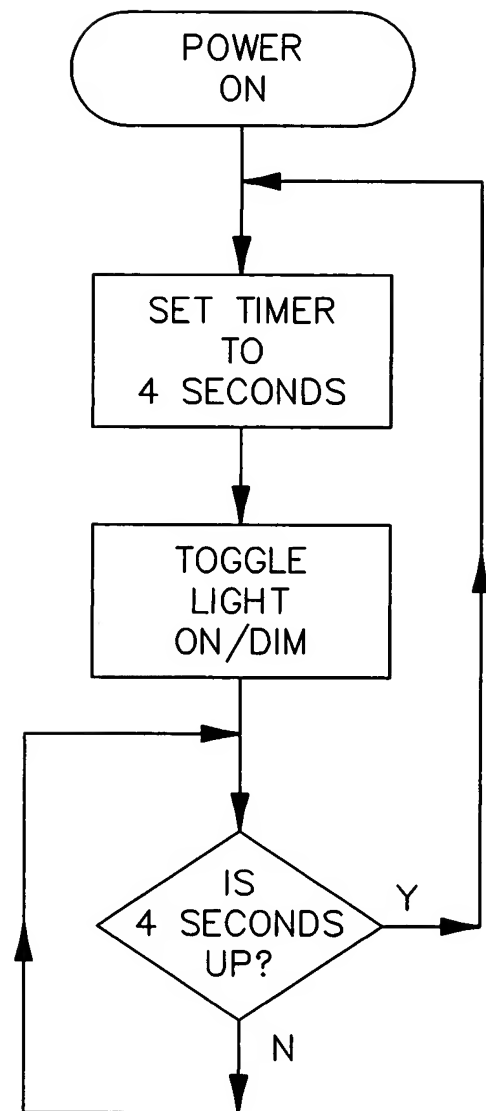 POWER
ON
SET TIMER
TO
4 SECONDS
TOGGLE
LIGHT
ON/DIM
IS
4 SECONDS
UP?
Y
N